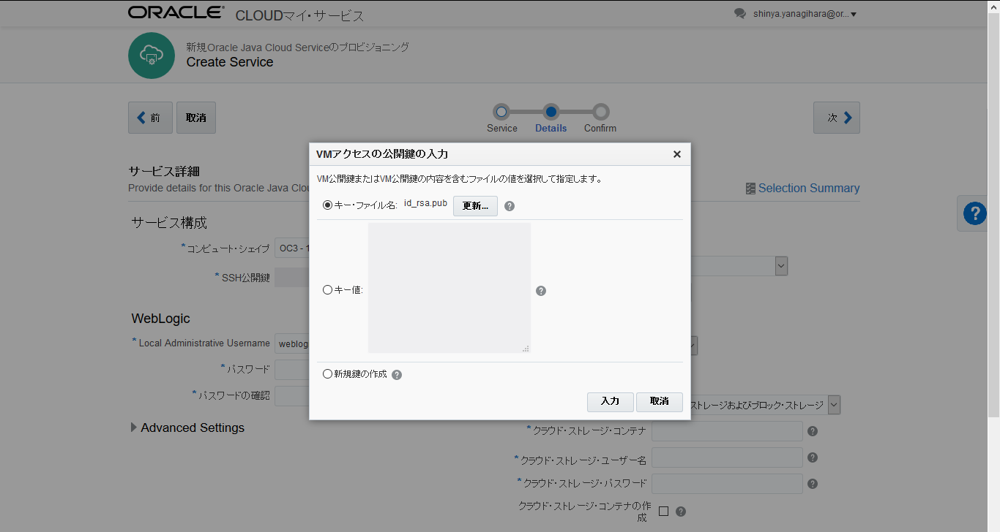 ORACLE CLOUDマイ・サービス
shinya.yanagihara@or...
新規Oracle Java Cloud Serviceのプロビジョニング
Create Service
前
取消
Service
Details
Confirm
次
サービス詳細
Provide details for this Oracle Java Clou
Selection Summary
サービス構成
*コンピュート・シェイプ
OC3 - 1
*SSH公開鍵
WebLogic
*Local Administrative Username
weblog
*パスワード
*パスワードの確認
Advanced Settings
VMアクセスの公開鍵の入力
VM公開鍵またはVM公開鍵の内容を含むファイルの値を選択して指定します。
キー・ファイル名: id_rsa.pub 更新... ?
キー値: ?
新規鍵の作成 ?
入力
取消
?
ストレージおよびブロック・ストレージ
*クラウド・ストレージ・コンテナ ?
*クラウド・ストレージ・ユーザー名 ?
*クラウド・ストレージ・パスワード ?
クラウド・ストレージ・コンテナの作
成 ?